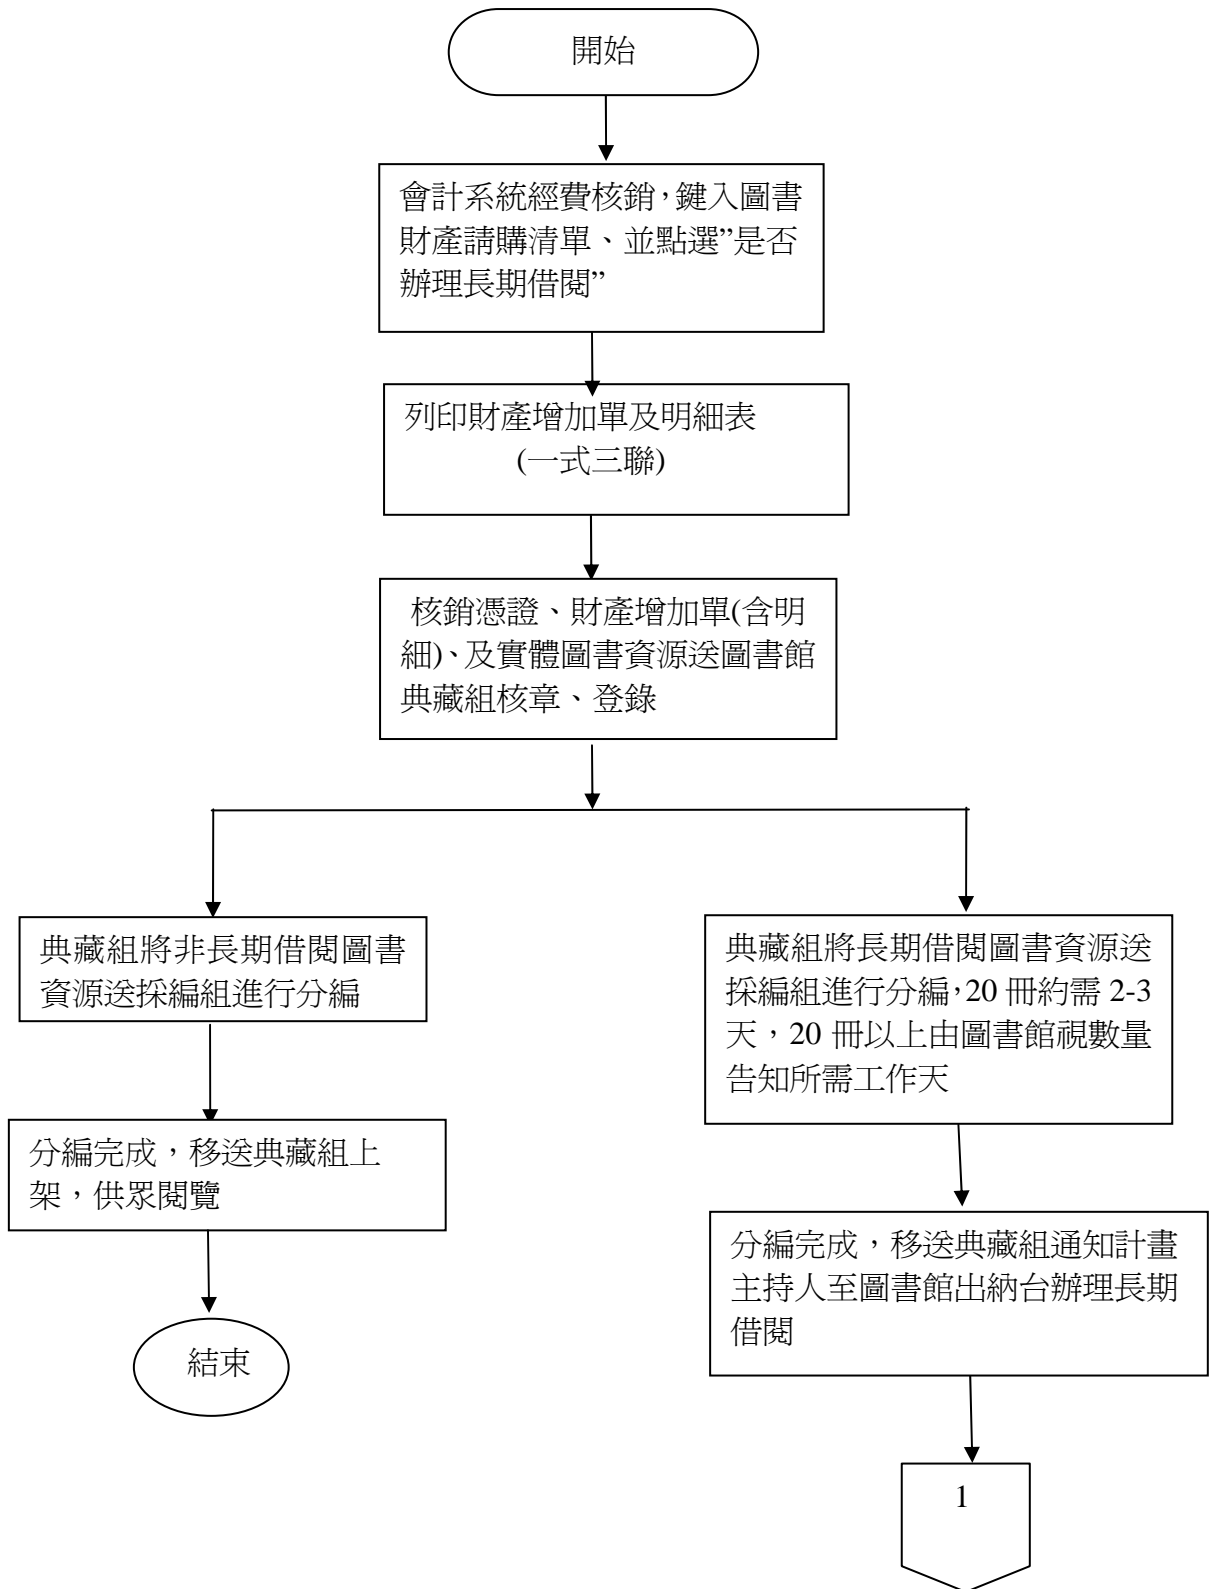 開始
會計系統經費核銷，鍵入圖書
財產請購清單、並點選”是否
辦理長期借閱”
列印財產增加單及明細表
(一式三聯)
核銷憑證、財產增加單(含明
細)、及實體圖書資源送圖書館
典藏組核章、登錄
典藏組將非長期借閱圖書
資源送採編組進行分編
分編完成，移送典藏組上
架，供眾閱覽
結束
典藏組將長期借閱圖書資源送
採編組進行分編，20 冊約需 2-3
天，20 冊以上由圖書館視數量
告知所需工作天
分編完成，移送典藏組通知計畫
主持人至圖書館出納台辦理長期
借閱
1